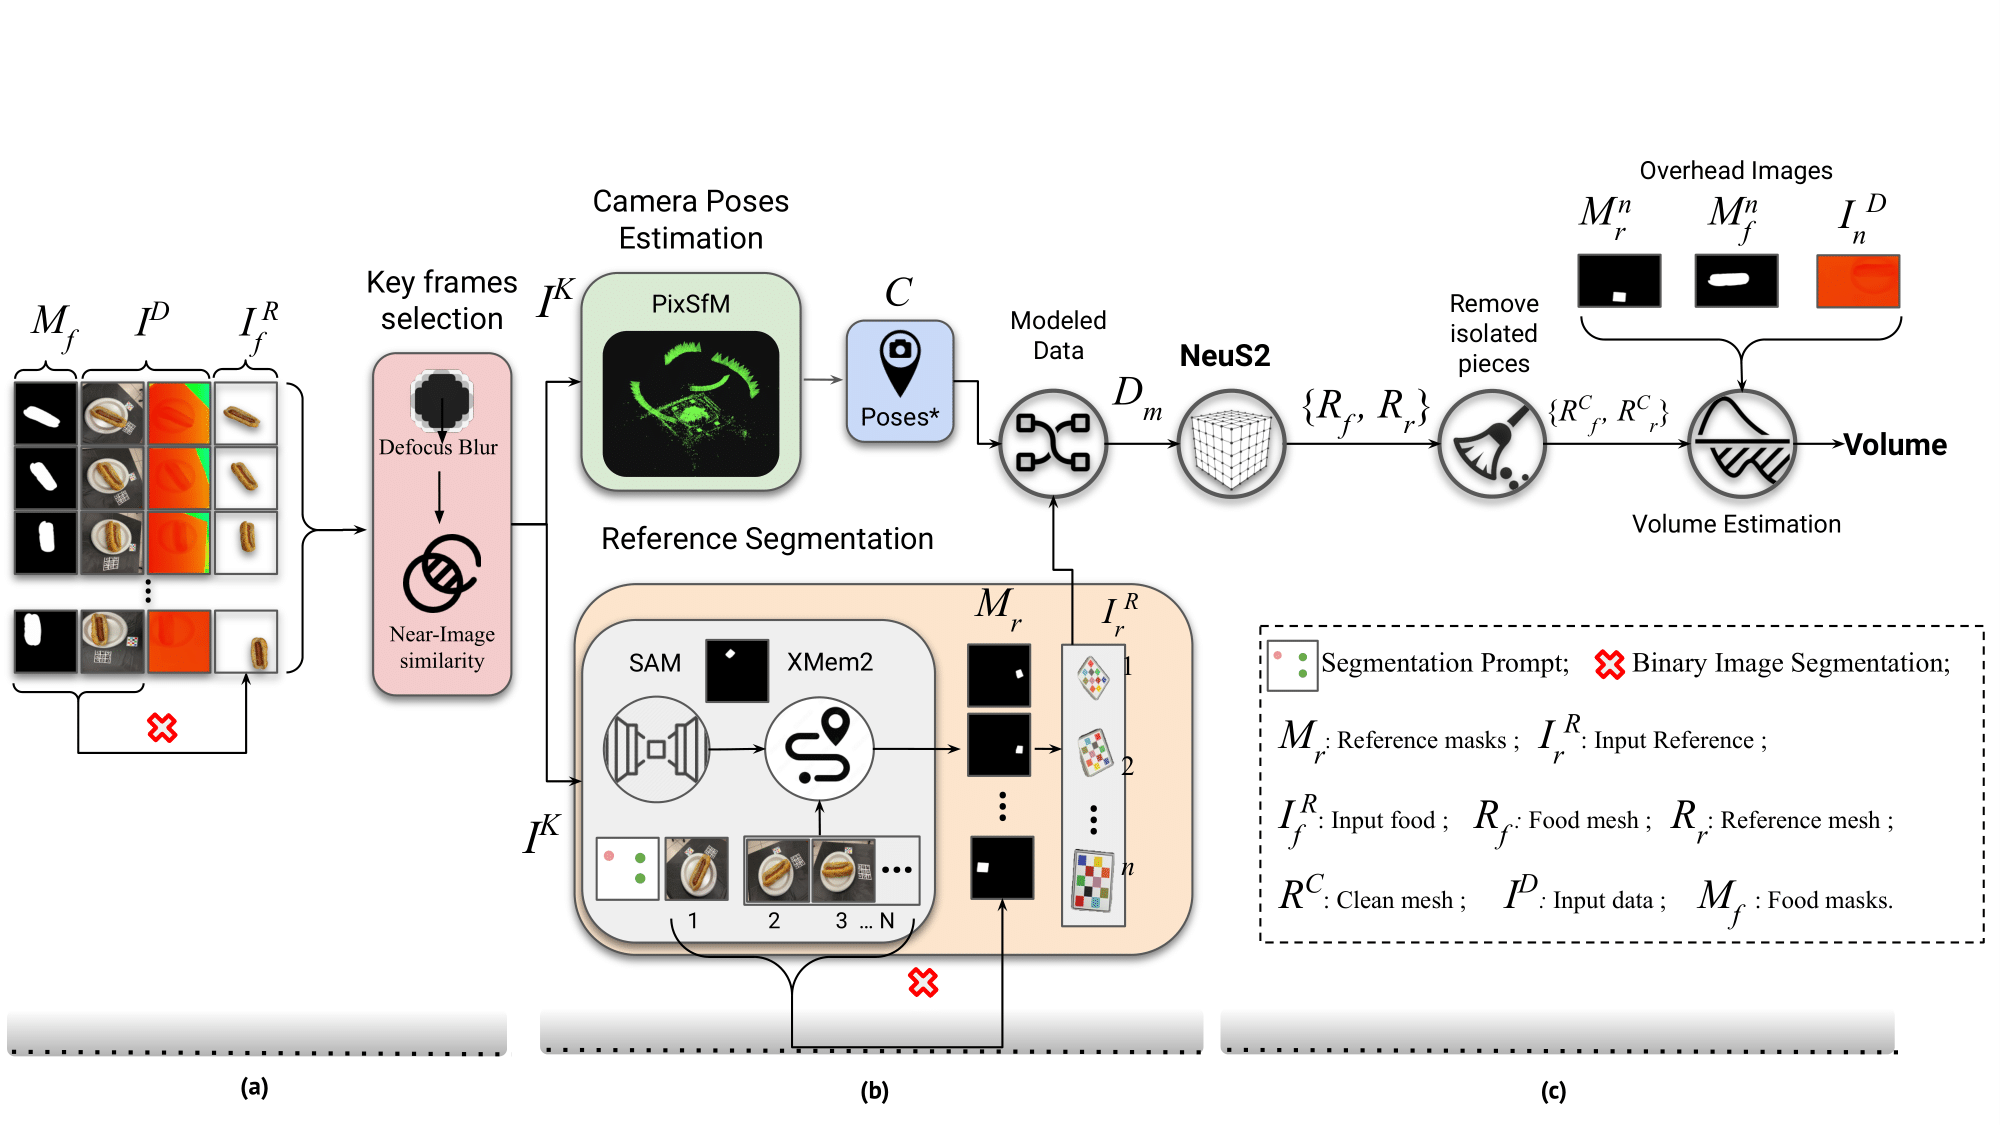 M_f
I^D
I_f^R
Key frames
selection
Defocus Blur
Near-Image
similarity
(a)
Camera Poses
Estimation
I^K
PixSfM
C
Poses*
Reference Segmentation
I^K
SAM
XMem2
1
2
3 ... N
M_r
I_r^R
1
2
n
(b)
Modeled
Data
D_m
NeuS2
{R_f, R_r}
Remove
isolated
pieces
{R_f^C, R_r^C}
Overhead Images
M_r^n
M_f^n
I_n^D
Volume
Volume Estimation
Segmentation Prompt; Binary Image Segmentation;
M_r: Reference masks ; I_r^R: Input Reference ;
I_f^R: Input food ; R_f: Food mesh ; R_r: Reference mesh ;
R^C: Clean mesh ; I^D: Input data ; M_f : Food masks.
(c)